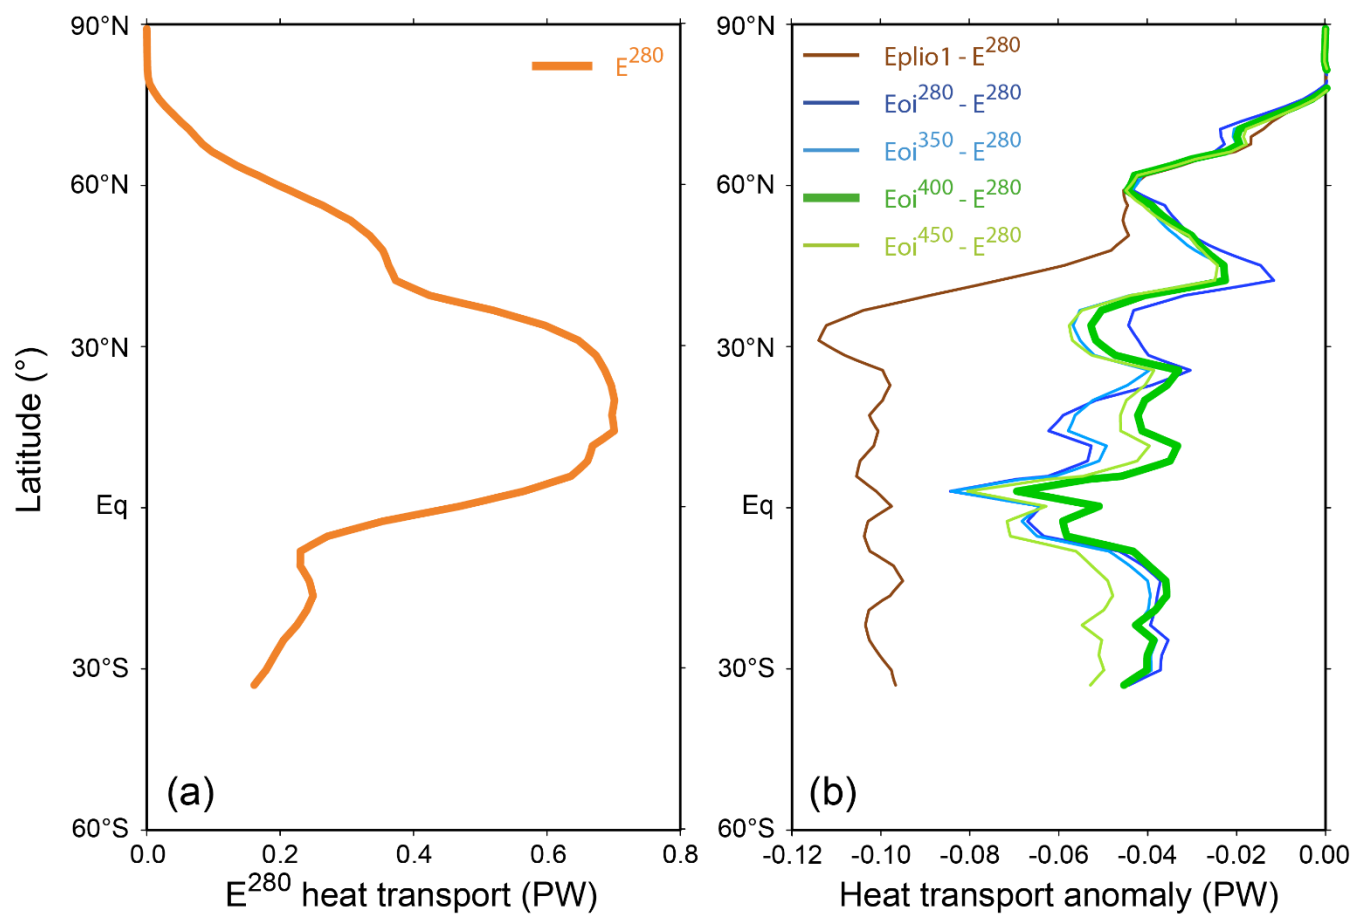 90°N
60°N
30°N
Eq
30°S
60°S
Latitude (°)
E²⁸⁰
(a)
0.0 0.2 0.4 0.6 0.8
E²⁸⁰ heat transport (PW)
90°N
60°N
30°N
Eq
30°S
60°S
Eplio1 - E²⁸⁰
Eoi²⁸⁰ - E²⁸⁰
Eoi³⁵⁰ - E²⁸⁰
Eoi⁴⁰⁰ - E²⁸⁰
Eoi⁴⁵⁰ - E²⁸⁰
(b)
-0.12 -0.10 -0.08 -0.06 -0.04 -0.02 0.00
Heat transport anomaly (PW)